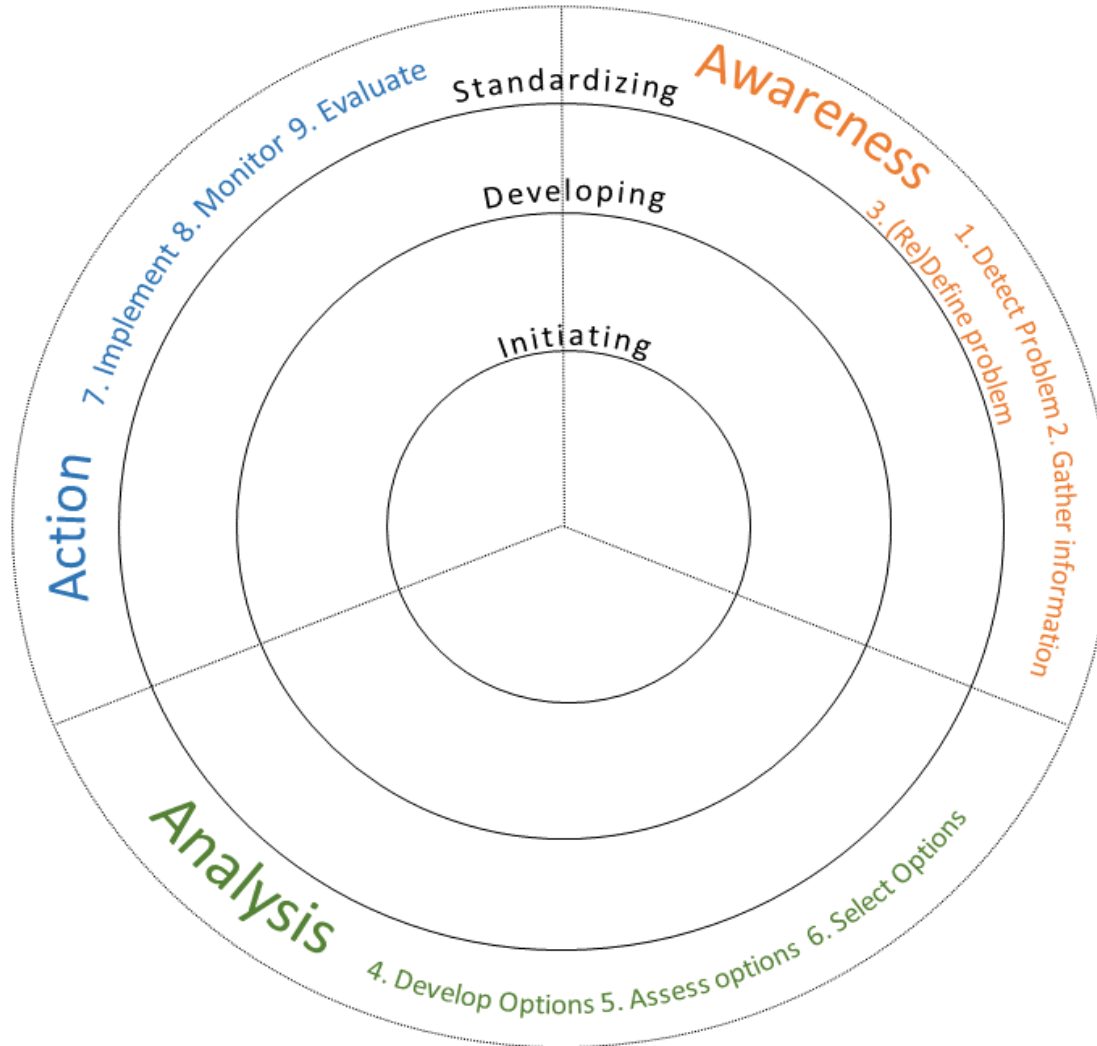 Standardizing
Developing
Initiating
Awareness
1. Detect Problem 2. Gather information
3. (Re)Define problem
Analysis
4. Develop Options 5. Assess options 6. Select Options
Action
7. Implement 8. Monitor 9. Evaluate